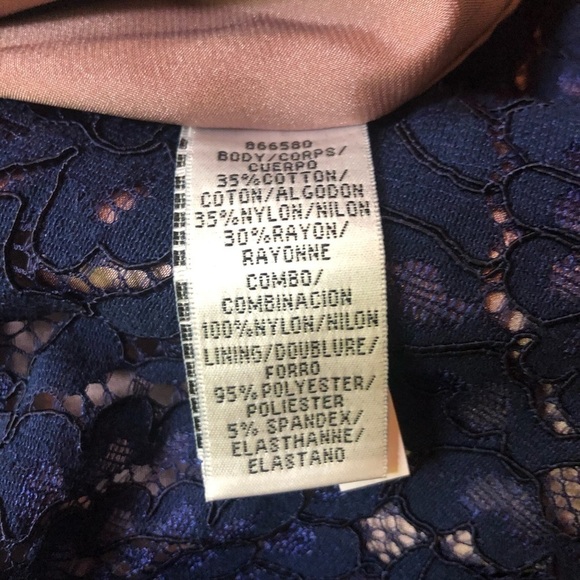 866580
BODY/CORPS/
CUERPO
35%COTTON/
COTON/ALGODON
35%NYLON/NILON
30%RAYON/
RAYONNE
COMBO/
COMBINACION
100%NYLON/NILON
LINING/DOUBLURE/
FORRO
95%POLYESTER/
POLIESTER
5% SPANDEX/
ELASTHANNE/
ELASTANO